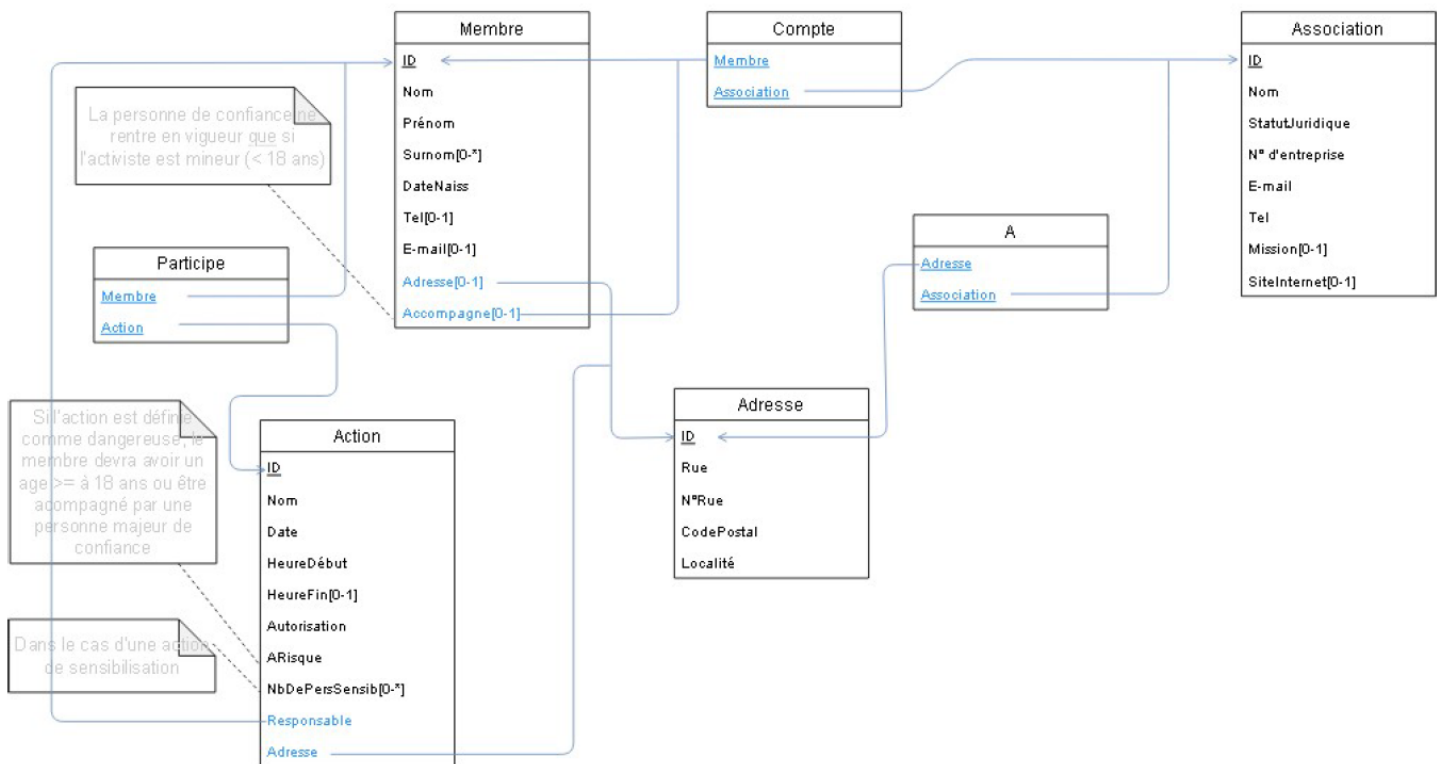 Membre
ID
Nom
Prénom
Surnom[0-*]
DateNaiss
Tel[0-1]
E-mail[0-1]
Adresse[0-1]
Accompagne[0-1]
Compte
Membre
Association
Association
ID
Nom
StatutJuridique
N° d'entreprise
E-mail
Tel
Mission[0-1]
SiteInternet[0-1]
La personne de confiance ne
rentre en vigueur que si
l'activiste est mineur (< 18 ans)
A
Adresse
Association
Participe
Membre
Action
Adresse
ID
Rue
N°Rue
CodePostal
Localité
Si l'action est définie
comme dangereuse, le
membre devra avoir un
age >= à 18 ans ou être
acompagné par une
personne majeur de
confiance
Action
ID
Nom
Date
HeureDébut
HeureFin[0-1]
Autorisation
ARisque
NbDePersSensib[0-*]
Responsable
Adresse
Dans le cas d'une action
de sensibilisation